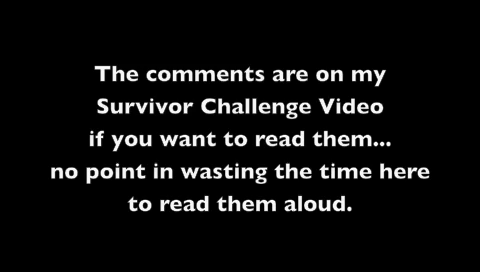 The comments are on my
Survivor Challenge Video
if you want to read them...
no point in wasting the time here
to read them aloud.